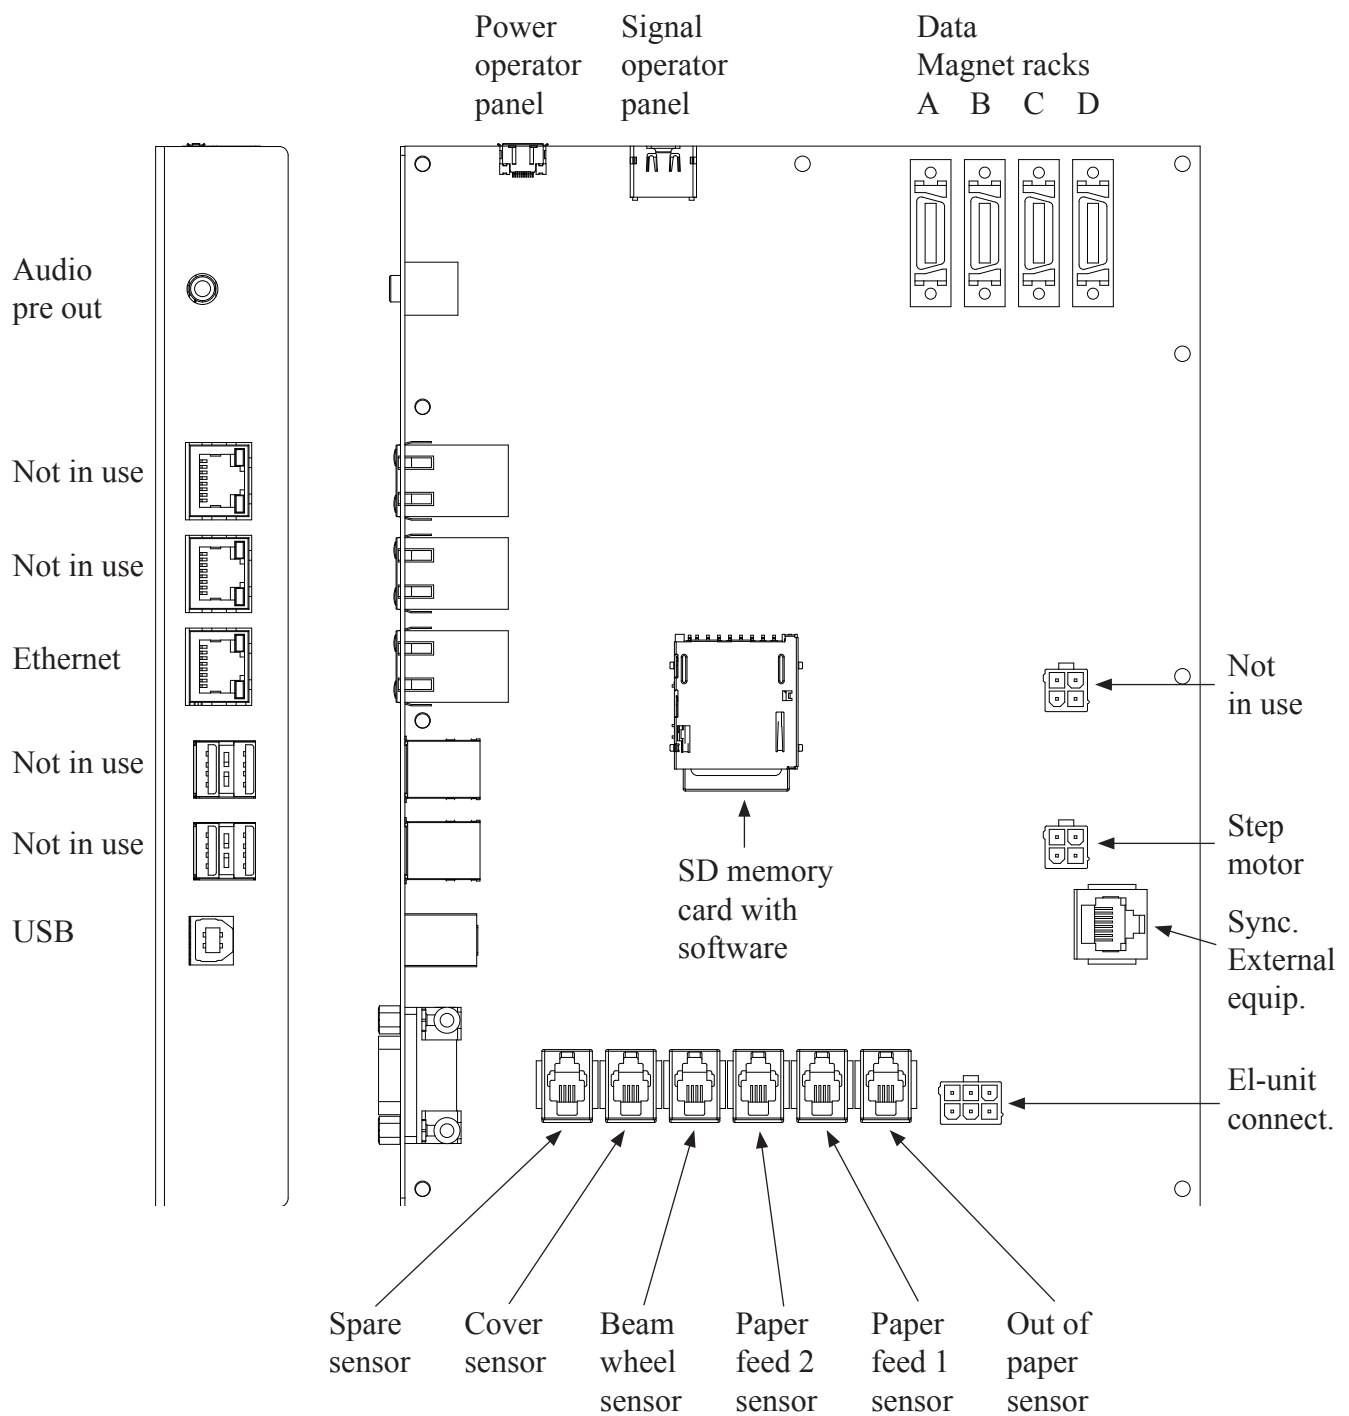 Power
operator
panel
Signal
operator
panel
Data
Magnet racks
A B C D
Audio
pre out
Not in use
Not in use
Ethernet
Not in use
Not in use
USB
SD memory
card with
software
Not
in use
Step
motor
Sync.
External
equip.
El-unit
connect.
Spare
sensor
Cover
sensor
Beam
wheel
sensor
Paper
feed 2
sensor
Paper
feed 1
sensor
Out of
paper
sensor